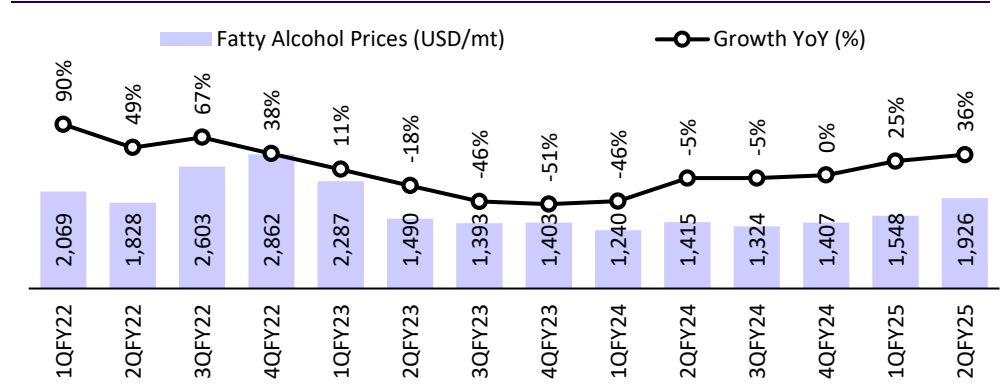 Fatty Alcohol Prices (USD/mt) Growth YoY (%)
90% 49% 67% 38% 11% -18% -46% -51% -46% -5% -5% 0% 25% 36%
2,069 1,828 2,603 2,862 2,287 1,490 1,393 1,403 1,240 1,415 1,324 1,407 1,548 1,926
1QFY22 2QFY22 3QFY22 4QFY22 1QFY23 2QFY23 3QFY23 4QFY23 1QFY24 2QFY24 3QFY24 4QFY24 1QFY25 2QFY25